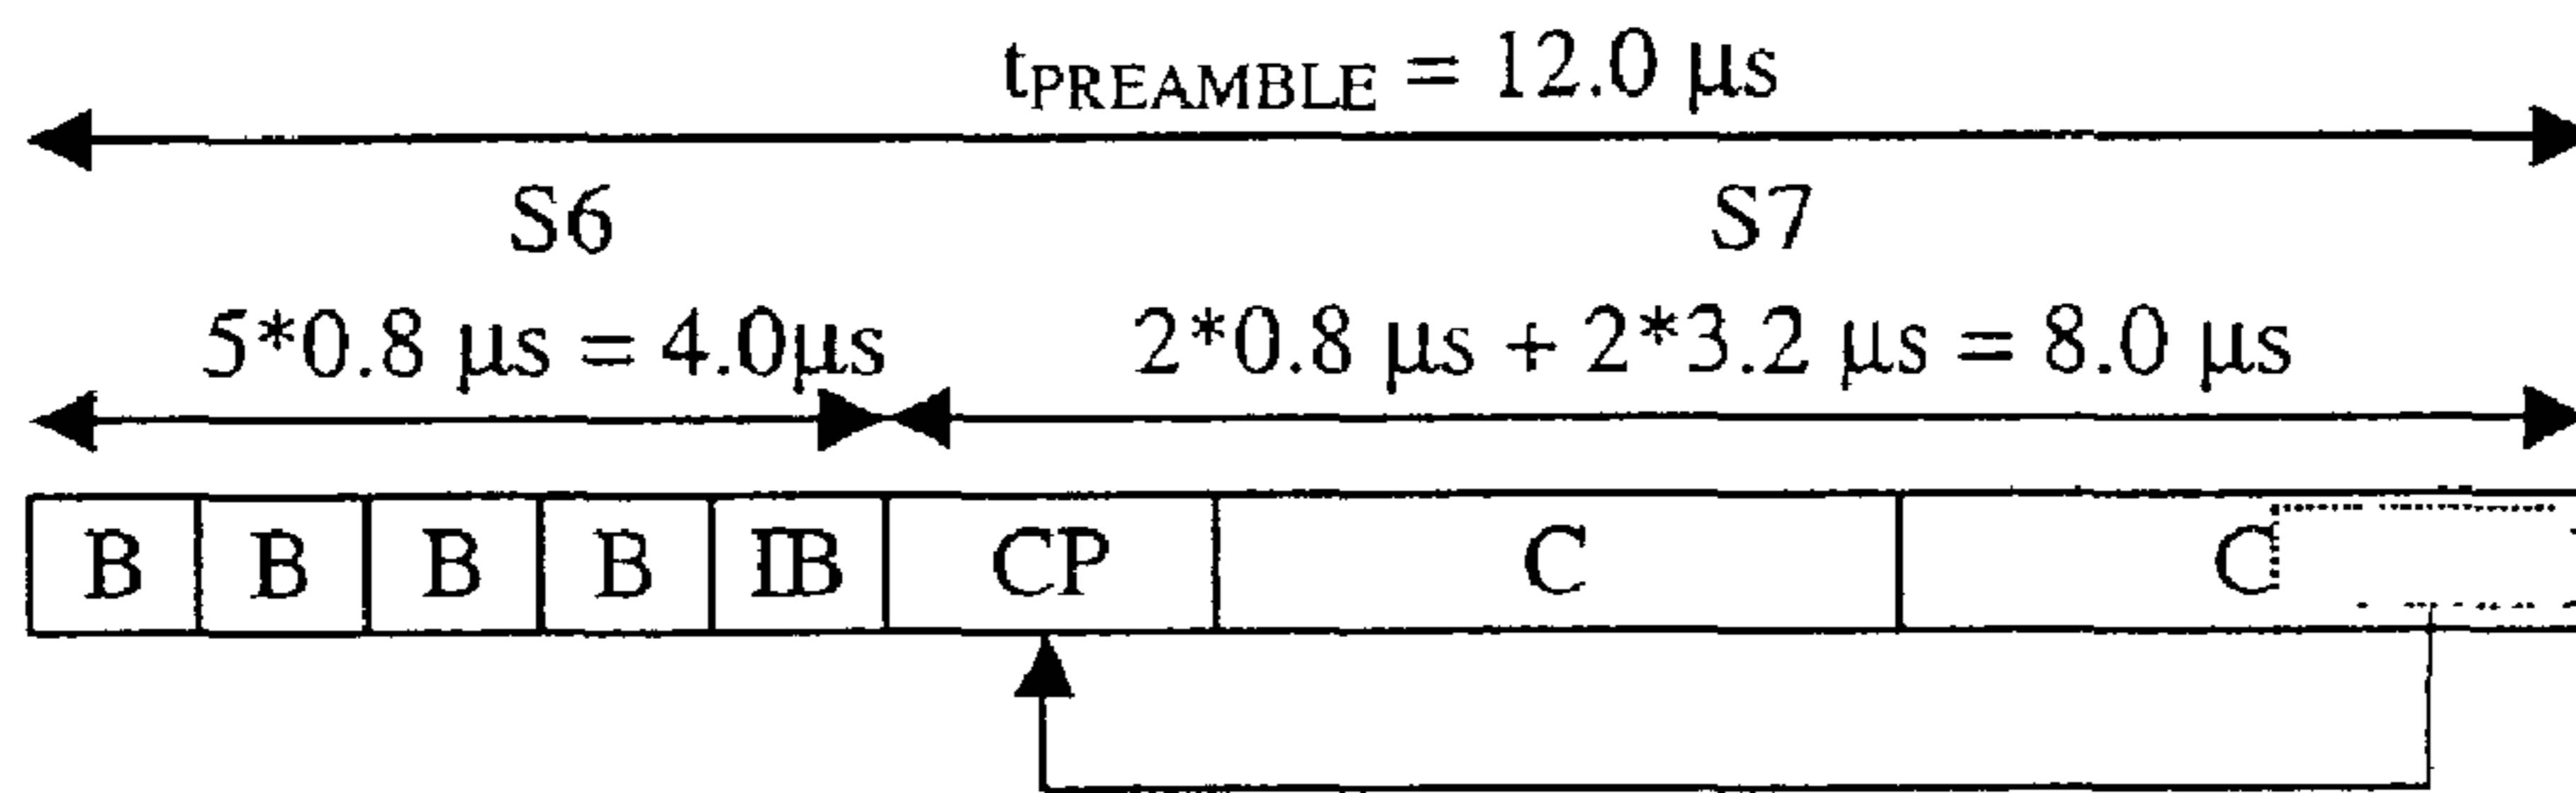 tPREAMBLE = 12.0 µs
S6 S7
5*0.8 µs = 4.0µs 2*0.8 µs + 2*3.2 µs = 8.0 µs
B B B B IB CP C C